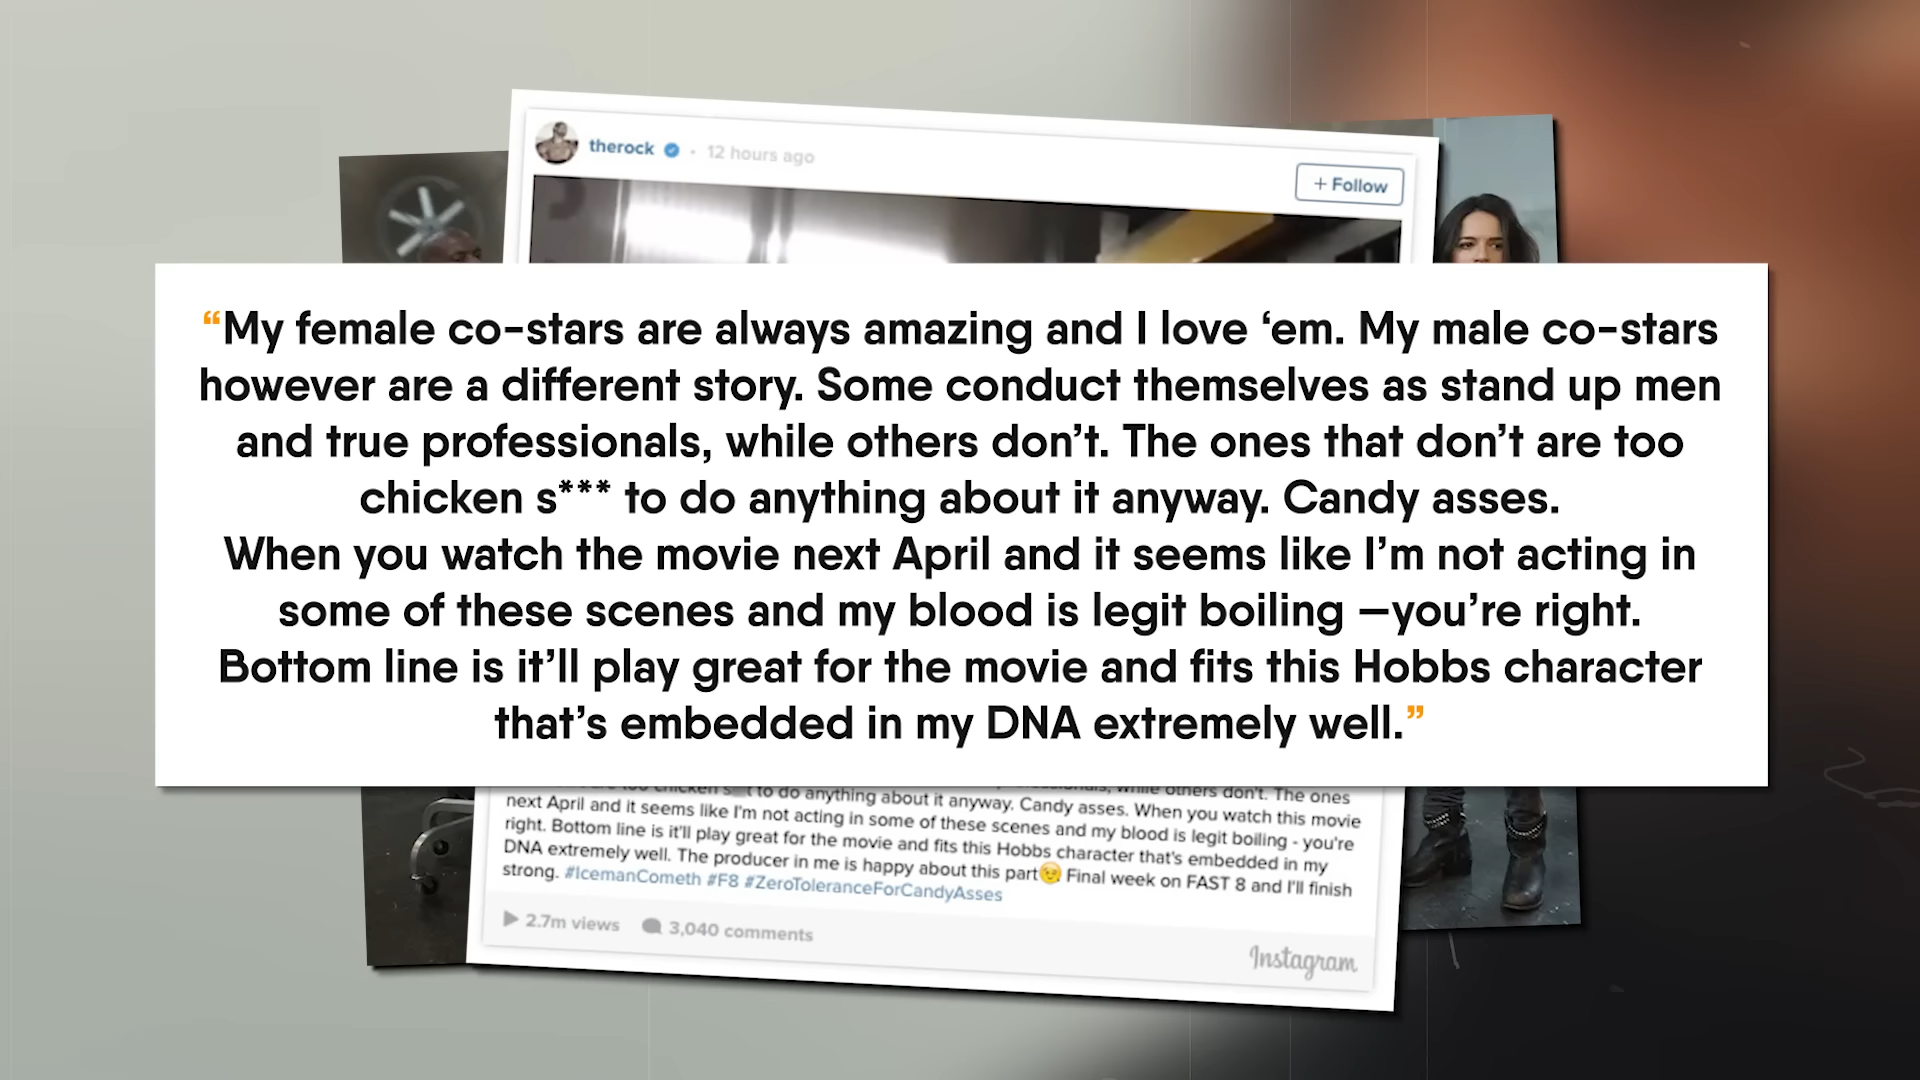 therock • 12 hours ago
+ Follow
“My female co-stars are always amazing and I love ‘em. My male co-stars
however are a different story. Some conduct themselves as stand up men
and true professionals, while others don’t. The ones that don’t are too
chicken s*** to do anything about it anyway. Candy asses.
When you watch the movie next April and it seems like I’m not acting in
some of these scenes and my blood is legit boiling —you’re right.
Bottom line is it’ll play great for the movie and fits this Hobbs character
that’s embedded in my DNA extremely well.”
to do anything about it anyway. Candy asses. When you watch this movie
next April and it seems like I'm not acting in some of these scenes and my blood is legit boiling - you're
right. Bottom line is it'll play great for the movie and fits this Hobbs character that's embedded in my
DNA extremely well. The producer in me is happy about this part😉 Final week on FAST 8 and I'll finish
strong. #IcemanCometh #F8 #ZeroToleranceForCandyAsses
2.7m views 3,040 comments
Instagram